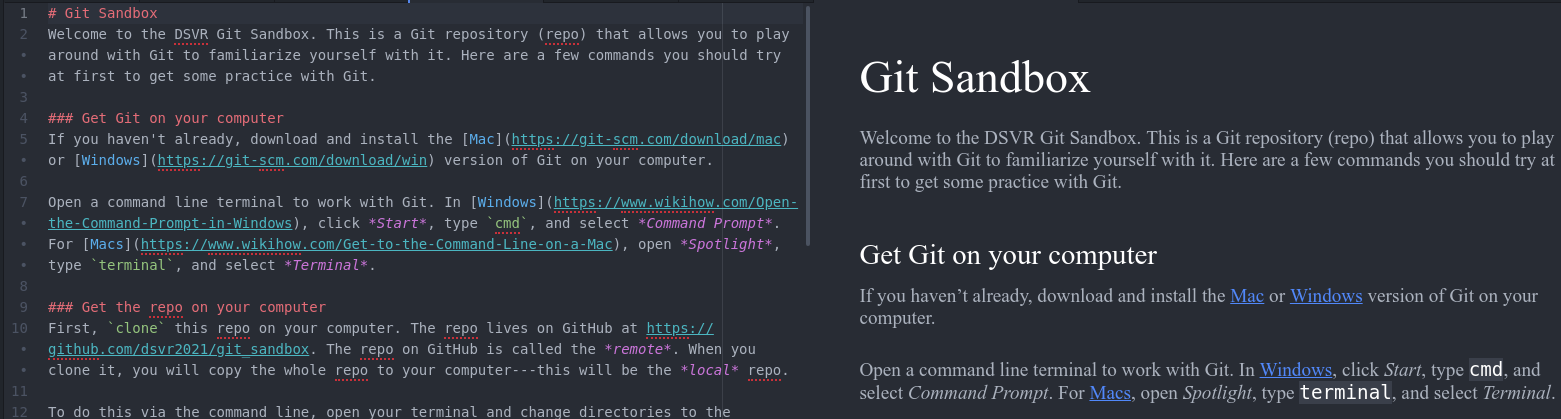 1 # Git Sandbox
2 Welcome to the DSVR Git Sandbox. This is a Git repository (repo) that allows you to play
• around with Git to familiarize yourself with it. Here are a few commands you should try
• at first to get some practice with Git.
3
4 ### Get Git on your computer
5 If you haven't already, download and install the [Mac](https://git-scm.com/download/mac)
• or [Windows](https://git-scm.com/download/win) version of Git on your computer.
6
7 Open a command line terminal to work with Git. In [Windows](https://www.wikihow.com/Open-
• the-Command-Prompt-in-Windows), click *Start*, type `cmd`, and select *Command Prompt*.
• For [Macs](https://www.wikihow.com/Get-to-the-Command-Line-on-a-Mac), open *Spotlight*,
• type `terminal`, and select *Terminal*.
8
9 ### Get the repo on your computer
10 First, `clone` this repo on your computer. The repo lives on GitHub at https://
• github.com/dsvr2021/git_sandbox. The repo on GitHub is called the *remote*. When you
• clone it, you will copy the whole repo to your computer---this will be the *local* repo.
11
12 To do this via the command line, open your terminal and change directories to the
Git Sandbox
Welcome to the DSVR Git Sandbox. This is a Git repository (repo) that allows you to play
around with Git to familiarize yourself with it. Here are a few commands you should try at
first to get some practice with Git.
Get Git on your computer
If you haven’t already, download and install the Mac or Windows version of Git on your
computer.
Open a command line terminal to work with Git. In Windows, click Start, type cmd, and
select Command Prompt. For Macs, open Spotlight, type terminal, and select Terminal.